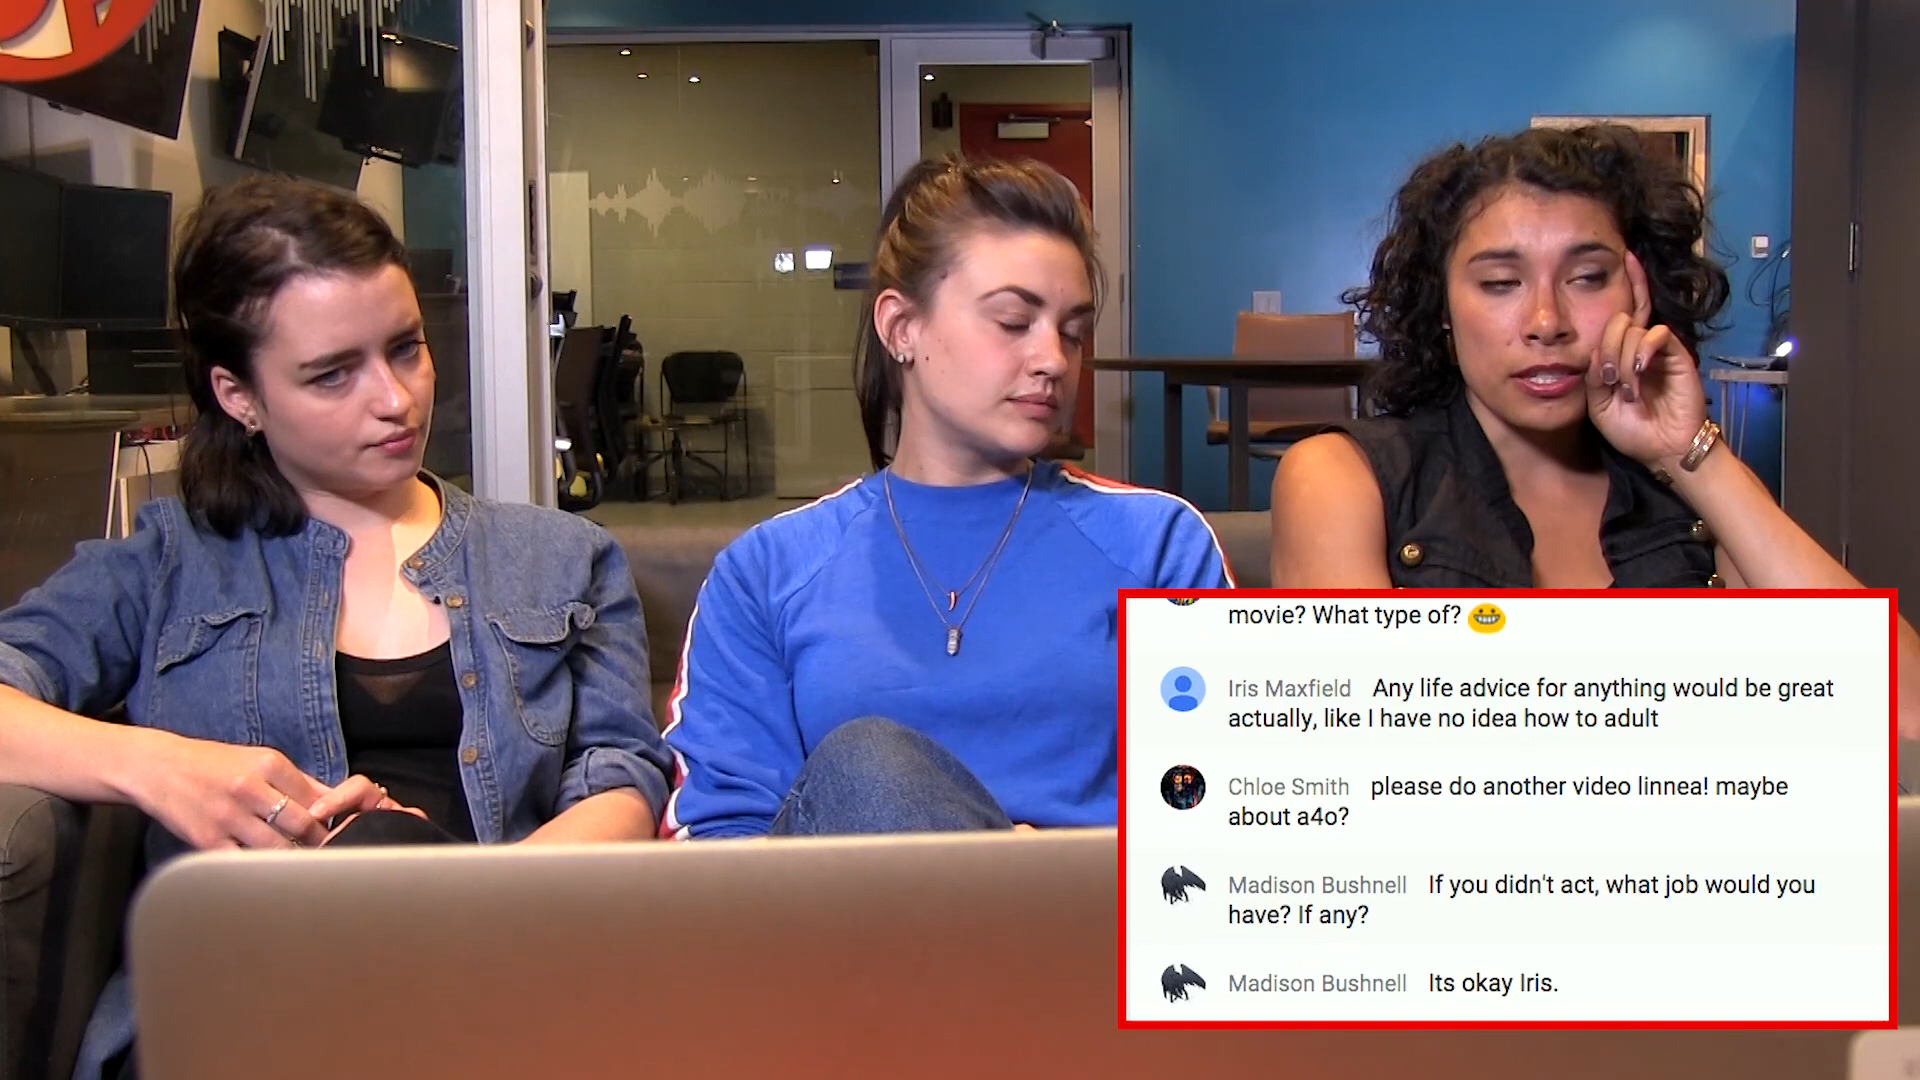 movie? What type of? 😀
Iris Maxfield Any life advice for anything would be great
actually, like I have no idea how to adult
Chloe Smith please do another video linnea! maybe
about a4o?
Madison Bushnell If you didn't act, what job would you
have? If any?
Madison Bushnell Its okay Iris.